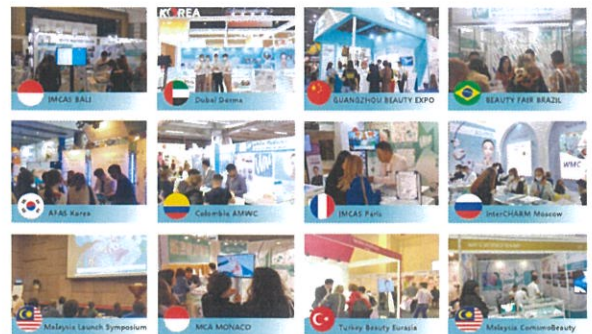 KOREA
IMCAS BALI
Dubai Derma
GUANGZHOU BEAUTY EXPO
BEAUTY FAIR BRAZIL
WMC
AFAS Korea
Colombia AMWC
IMCAS Paris
InterCHARM Moscow
Malaysia Launch Symposium
MCA MONACO
Turkey Beauty Eurasia
Malaysia CosmoBeauty